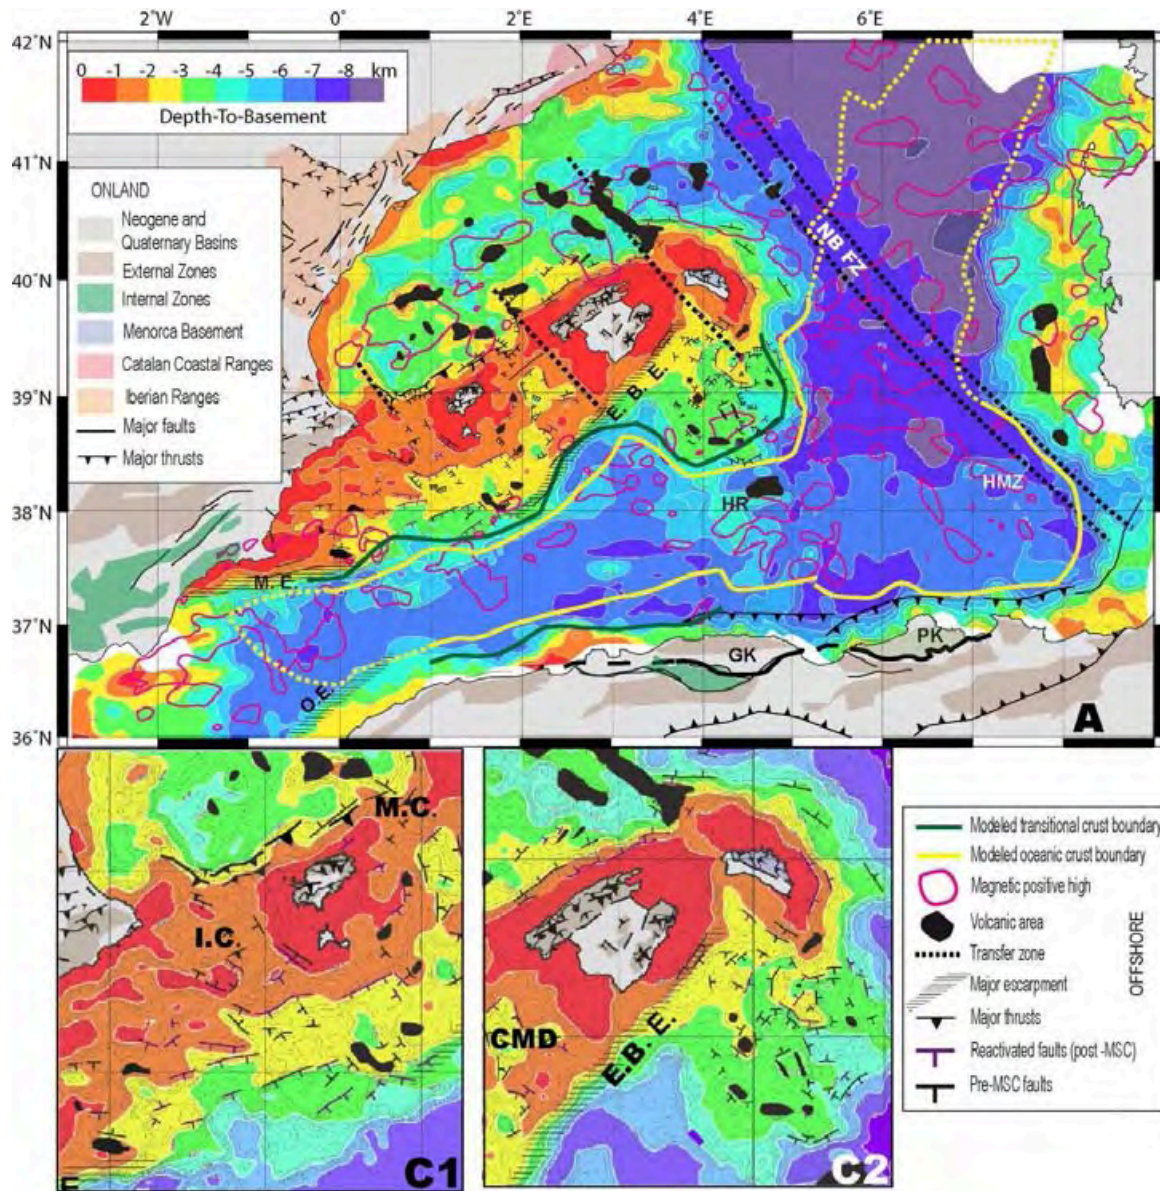 2°W 0° 2°E 4°E 6°E
42°N
0 -1 -2 -3 -4 -5 -6 -7 -8 km
Depth-To-Basement
41°N
ONLAND
Neogene and
Quaternary Basins
External Zones
Internal Zones
Menorca Basement
Catalan Coastal Ranges
Iberian Ranges
Major faults
Major thrusts
40°N
NB FZ
39°N
E. B. E.
38°N
HR
HMZ
M. E.
37°N
GK
PK
O.E.
36°N
A
M.C.
I.C.
E
C1
CMD
E.B.E.
C2
Modeled transitional crust boundary
Modeled oceanic crust boundary
Magnetic positive high
Volcanic area
Transfer zone
Major escarpment
Major thrusts
Reactivated faults (post -MSC)
Pre-MSC faults
OFFSHORE